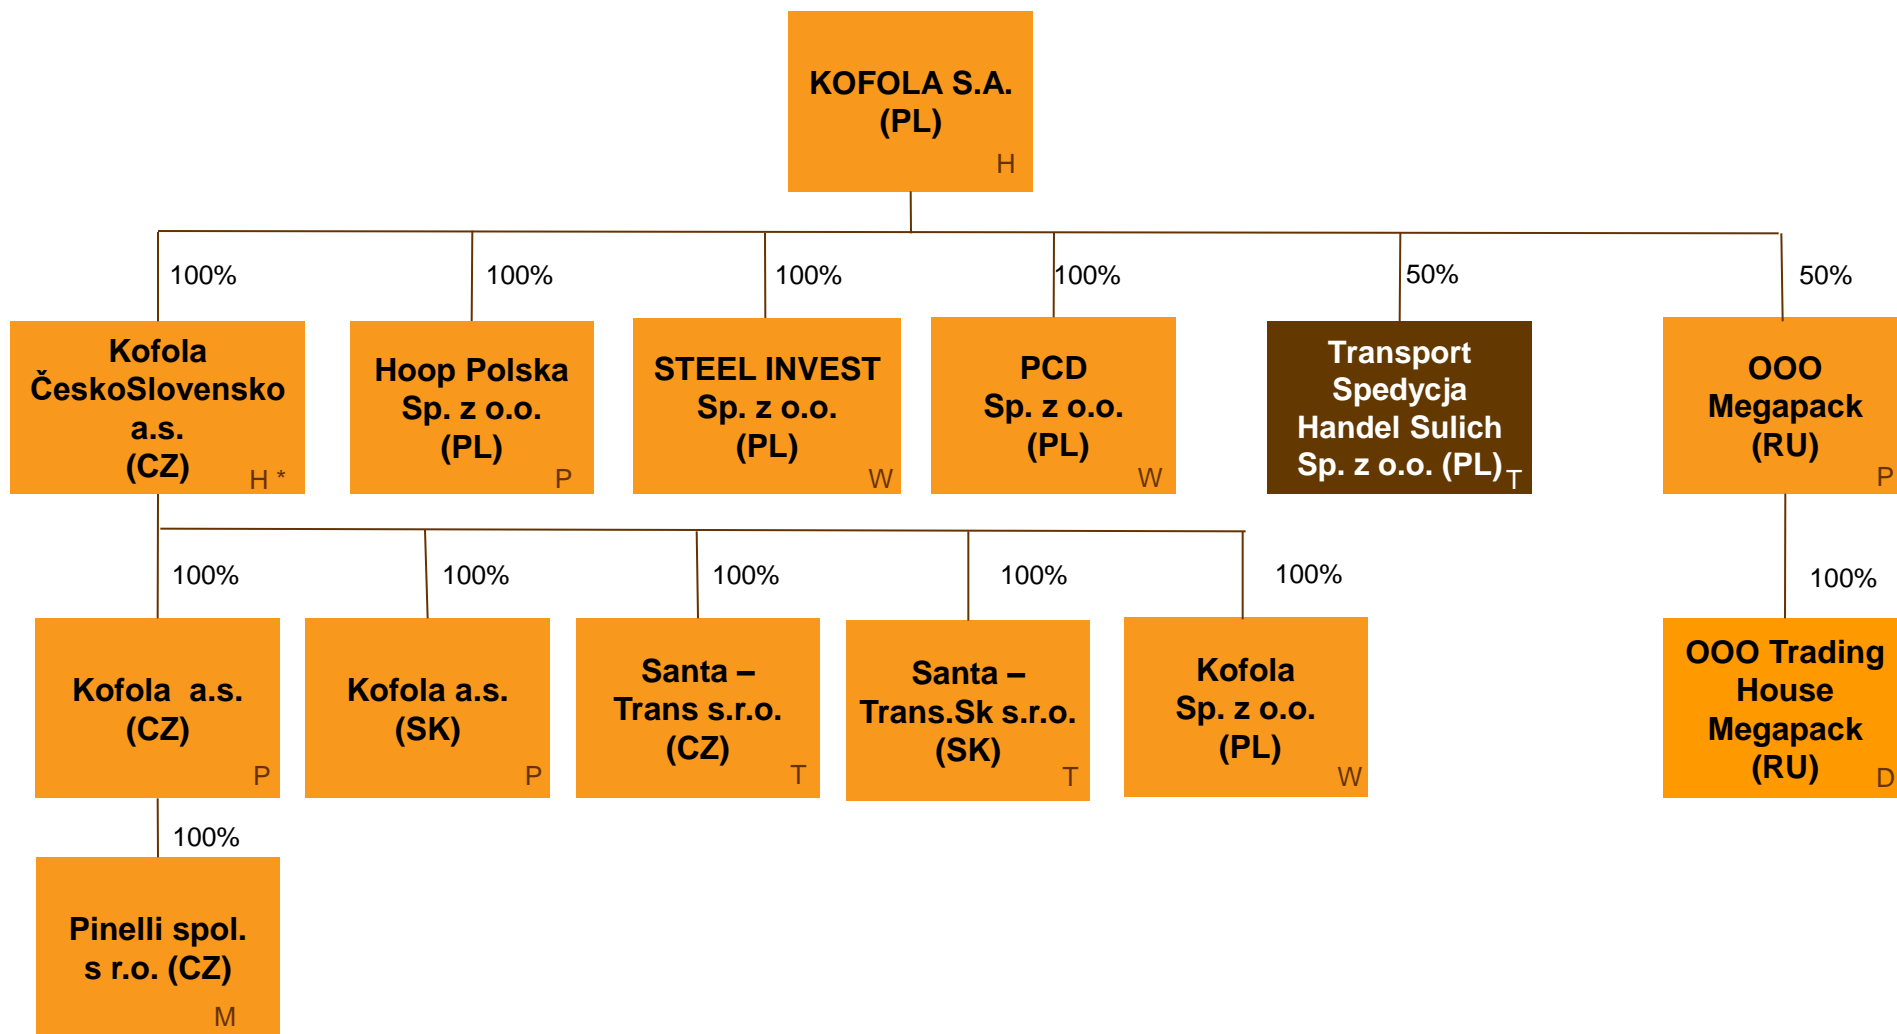 KOFOLA S.A.
(PL)
H
100%
100%
100%
100%
50%
50%
Kofola
ČeskoSlovensko
a.s.
(CZ)
H *
Hoop Polska
Sp. z o.o.
(PL)
P
STEEL INVEST
Sp. z o.o.
(PL)
W
PCD
Sp. z o.o.
(PL)
W
Transport
Spedycja
Handel Sulich
Sp. z o.o. (PL)
T
OOO
Megapack
(RU)
P
100%
100%
100%
100%
100%
100%
Kofola a.s.
(CZ)
P
Kofola a.s.
(SK)
P
Santa –
Trans s.r.o.
(CZ)
T
Santa –
Trans.Sk s.r.o.
(SK)
T
Kofola
Sp. z o.o.
(PL)
W
OOO Trading
House
Megapack
(RU)
D
100%
Pinelli spol.
s r.o. (CZ)
M